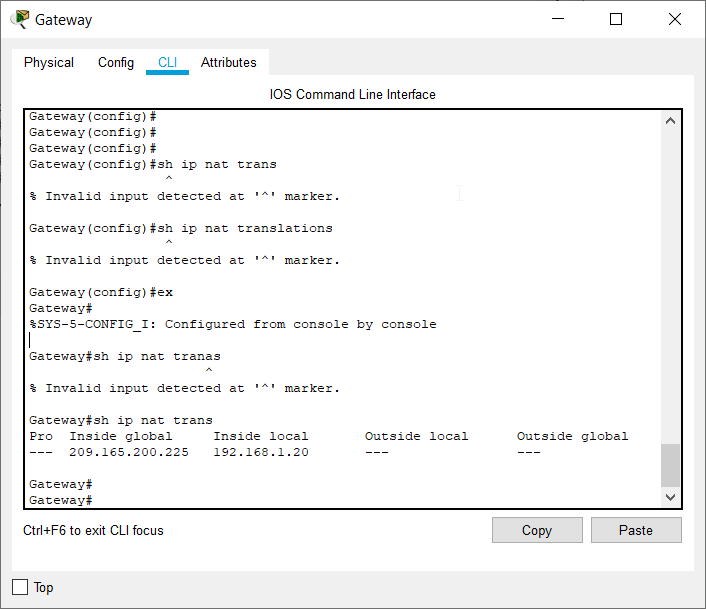 Gateway
Physical Config CLI Attributes
IOS Command Line Interface
Gateway(config)#
Gateway(config)#
Gateway(config)#
Gateway(config)#sh ip nat trans
^
% Invalid input detected at '^' marker.
Gateway(config)#sh ip nat translations
^
% Invalid input detected at '^' marker.
Gateway(config)#ex
Gateway#
%SYS-5-CONFIG_I: Configured from console by console
Gateway#sh ip nat tranas
^
% Invalid input detected at '^' marker.
Gateway#sh ip nat trans
Pro Inside global Inside local Outside local Outside global
--- 209.165.200.225 192.168.1.20 --- ---
Gateway#
Gateway#
Ctrl+F6 to exit CLI focus Copy Paste
Top